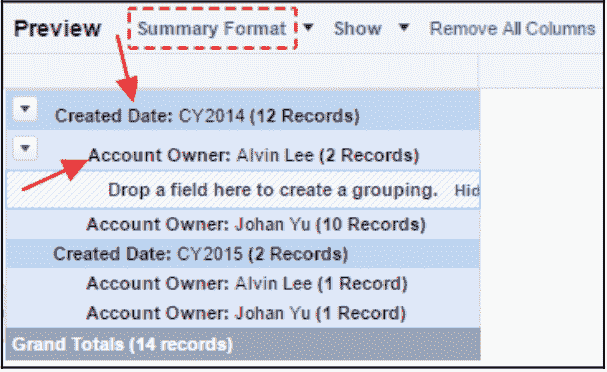 Preview Summary Format Show Remove All Columns
Created Date: CY2014 (12 Records)
Account Owner: Alvin Lee (2 Records)
Drop a field here to create a grouping. Hid
Account Owner: Johan Yu (10 Records)
Created Date: CY2015 (2 Records)
Account Owner: Alvin Lee (1 Record)
Account Owner: Johan Yu (1 Record)
Grand Totals (14 records)